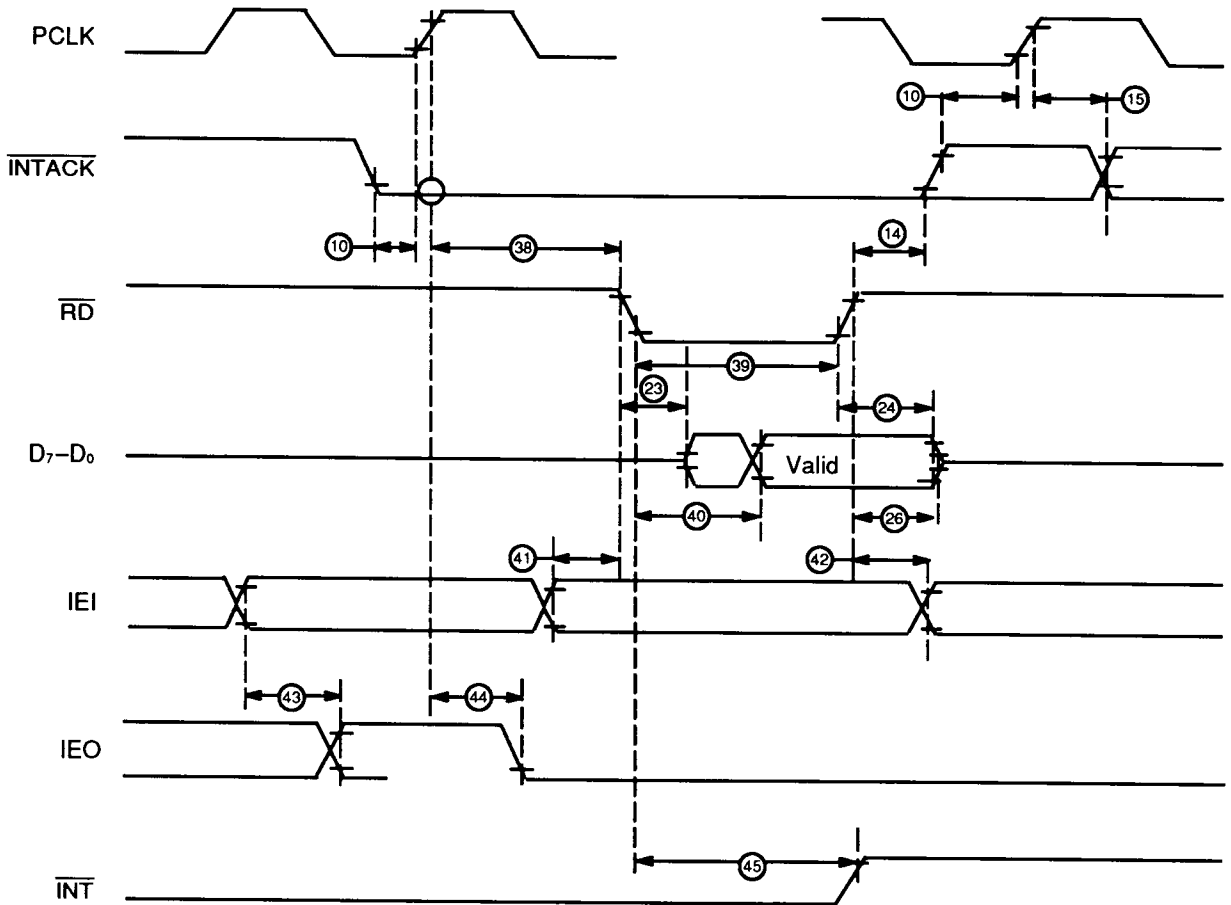 PCLK
10
15
INTACK
10
38
14
RD
39
23
24
D₇–D₀
Valid
40
26
41
42
IEI
43
44
IEO
45
INT